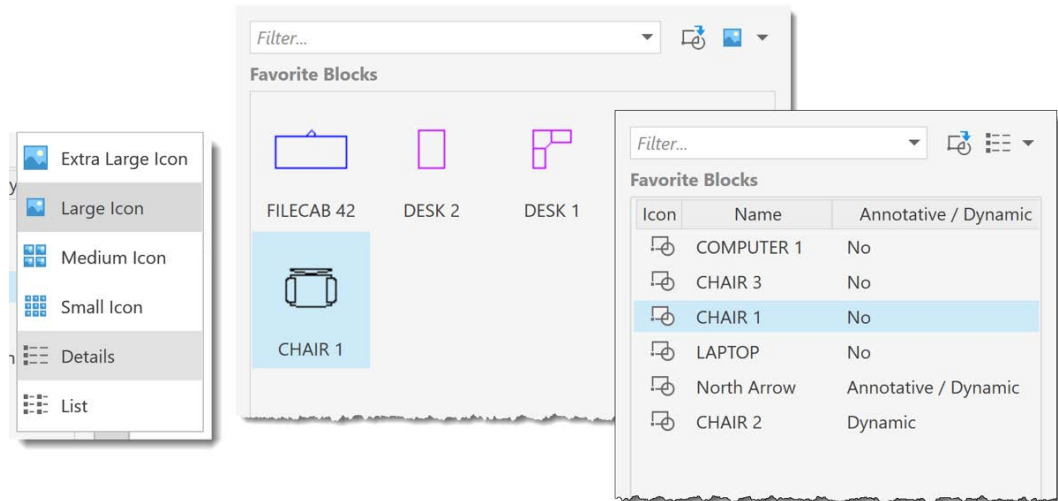 Extra Large Icon
Large Icon
Medium Icon
Small Icon
Details
List
Filter...
Favorite Blocks
FILECAB 42 DESK 2 DESK 1
CHAIR 1
Filter...
Favorite Blocks
Icon Name Annotative / Dynamic
COMPUTER 1 No
CHAIR 3 No
CHAIR 1 No
LAPTOP No
North Arrow Annotative / Dynamic
CHAIR 2 Dynamic